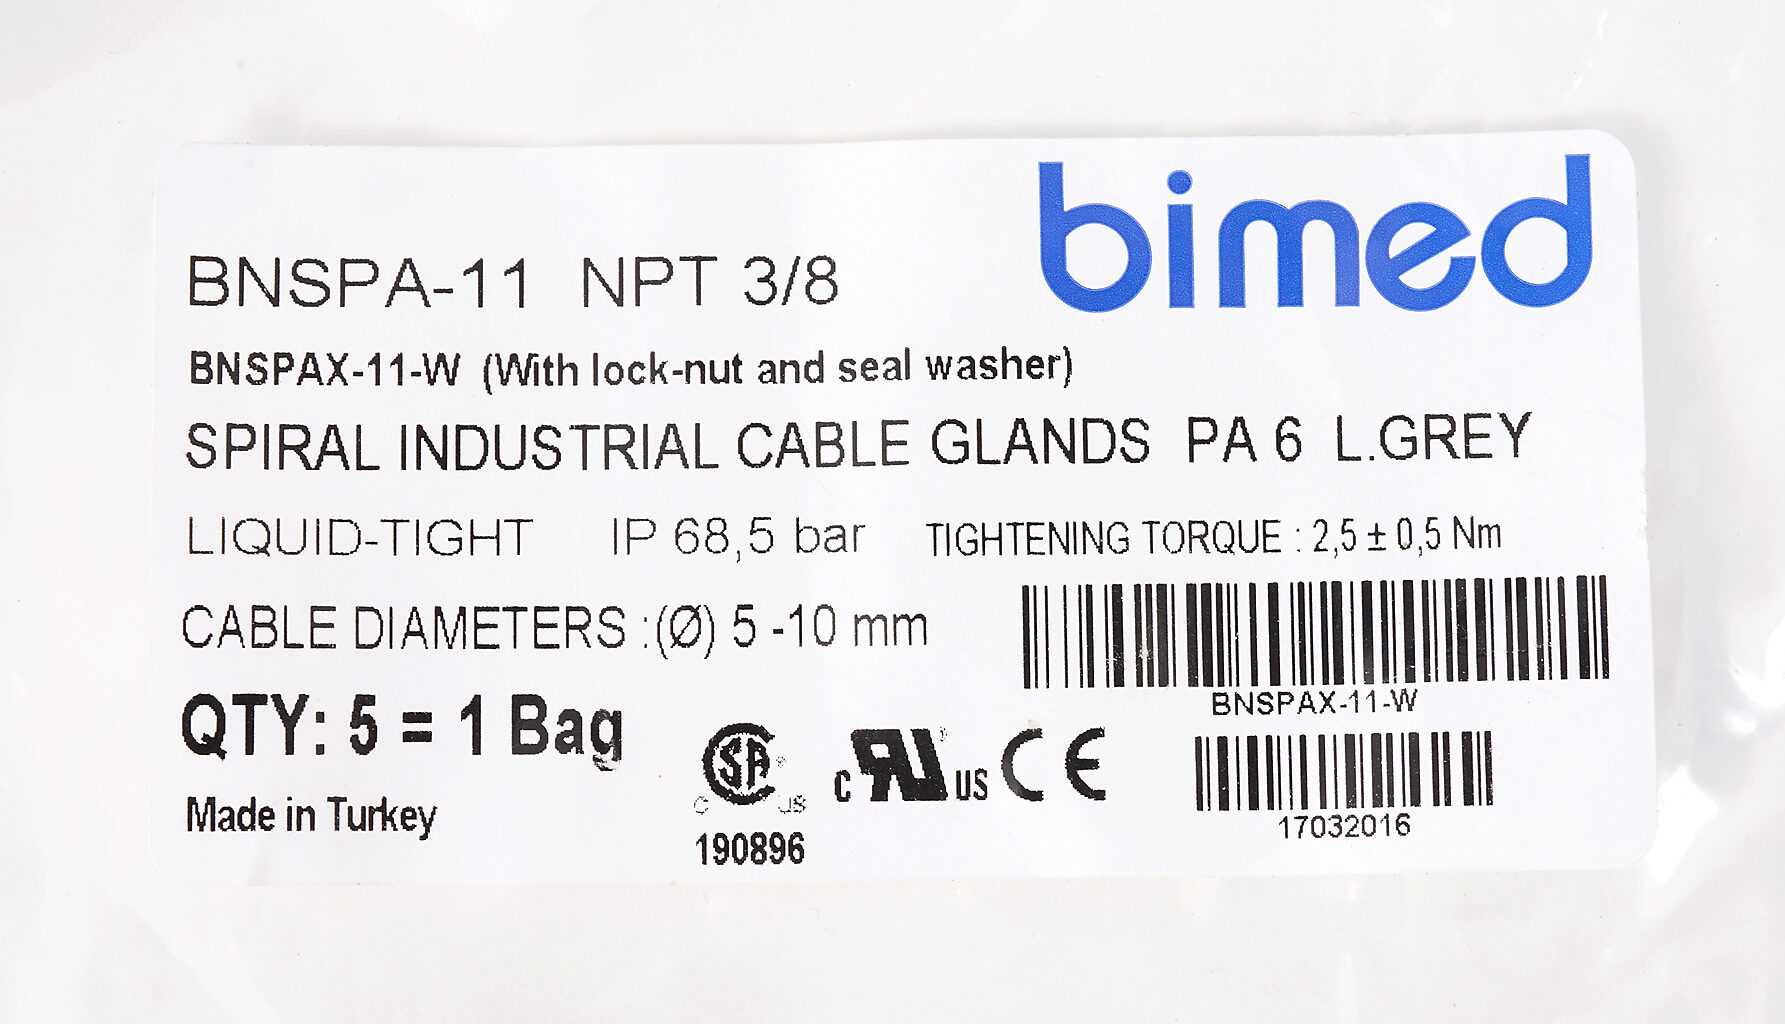 bimed
BNSPA-11 NPT 3/8
BNSPAX-11-W (With lock-nut and seal washer)
SPIRAL INDUSTRIAL CABLE GLANDS PA 6 L.GREY
LIQUID-TIGHT IP 68,5 bar TIGHTENING TORQUE : 2,5 ± 0,5 Nm
CABLE DIAMETERS :(Ø) 5 -10 mm
BNSPAX-11-W
QTY: 5 = 1 Bag
C SA ® US
c RU US CE
190896
Made in Turkey
17032016